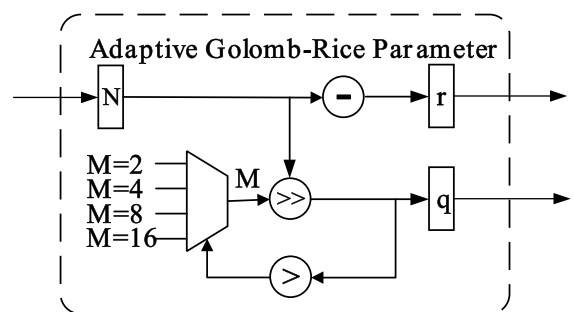 Adaptive Golomb-Rice Parameter
N
-
r
M=2
M=4
M=8
M=16
M
>>
q
>